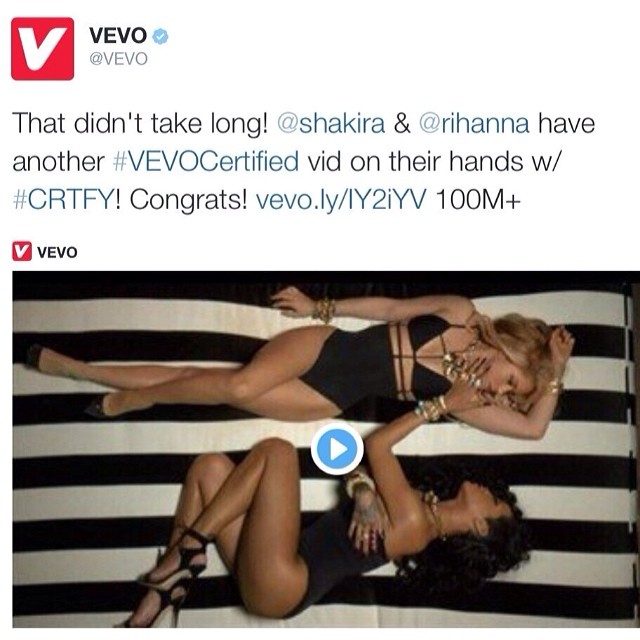 VEVO
@VEVO
That didn't take long! @shakira & @rihanna have
another #VEVOCertified vid on their hands w/
#CRTFY! Congrats! vevo.ly/IY2iYV 100M+
V VEVO